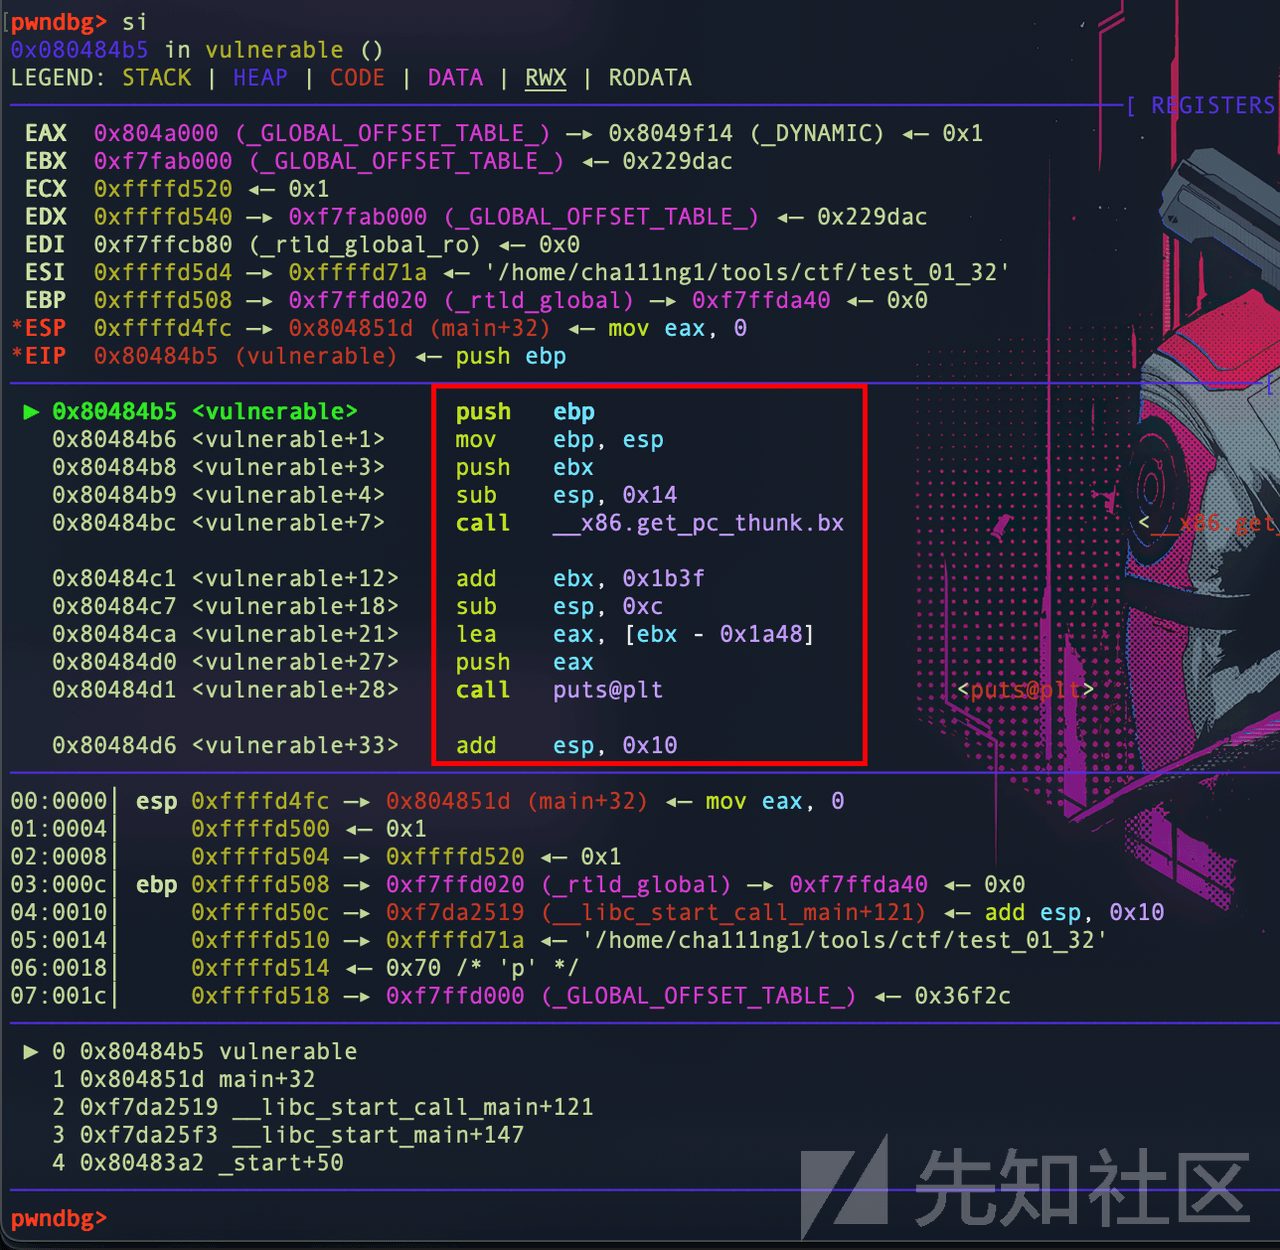 pwndbg> si
0x080484b5 in vulnerable ()
LEGEND: STACK | HEAP | CODE | DATA | RWX | RODATA
[ REGISTERS
EAX  0x804a000 (_GLOBAL_OFFSET_TABLE_) —▸ 0x8049f14 (_DYNAMIC) ◂— 0x1
EBX  0xf7fab000 (_GLOBAL_OFFSET_TABLE_) ◂— 0x229dac
ECX  0xffffd520 ◂— 0x1
EDX  0xffffd540 —▸ 0xf7fab000 (_GLOBAL_OFFSET_TABLE_) ◂— 0x229dac
EDI  0xf7ffcb80 (_rtld_global_ro) ◂— 0x0
ESI  0xffffd5d4 —▸ 0xffffd71a ◂— '/home/cha111ng1/tools/ctf/test_01_32'
EBP  0xffffd508 —▸ 0xf7ffd020 (_rtld_global) —▸ 0xf7ffda40 ◂— 0x0
*ESP  0xffffd4fc —▸ 0x804851d (main+32) ◂— mov eax, 0
*EIP  0x80484b5 (vulnerable) ◂— push ebp
[
► 0x80484b5 <vulnerable>       push   ebp
0x80484b6 <vulnerable+1>     mov    ebp, esp
0x80484b8 <vulnerable+3>     push   ebx
0x80484b9 <vulnerable+4>     sub    esp, 0x14
0x80484bc <vulnerable+7>     call   __x86.get_pc_thunk.bx                     <__x86.get_
0x80484c1 <vulnerable+12>    add    ebx, 0x1b3f
0x80484c7 <vulnerable+18>    sub    esp, 0xc
0x80484ca <vulnerable+21>    lea    eax, [ebx - 0x1a48]
0x80484d0 <vulnerable+27>    push   eax
0x80484d1 <vulnerable+28>    call   puts@plt                     <puts@plt>
0x80484d6 <vulnerable+33>    add    esp, 0x10
00:0000│ esp 0xffffd4fc —▸ 0x804851d (main+32) ◂— mov eax, 0
01:0004│     0xffffd500 ◂— 0x1
02:0008│     0xffffd504 —▸ 0xffffd520 ◂— 0x1
03:000c│ ebp 0xffffd508 —▸ 0xf7ffd020 (_rtld_global) —▸ 0xf7ffda40 ◂— 0x0
04:0010│     0xffffd50c —▸ 0xf7da2519 (__libc_start_call_main+121) ◂— add esp, 0x10
05:0014│     0xffffd510 —▸ 0xffffd71a ◂— '/home/cha111ng1/tools/ctf/test_01_32'
06:0018│     0xffffd514 ◂— 0x70 /* 'p' */
07:001c│     0xffffd518 —▸ 0xf7ffd000 (_GLOBAL_OFFSET_TABLE_) ◂— 0x36f2c
► 0 0x80484b5 vulnerable
1 0x804851d main+32
2 0xf7da2519 __libc_start_call_main+121
3 0xf7da25f3 __libc_start_main+147
4 0x80483a2 _start+50
pwndbg>
先知社区